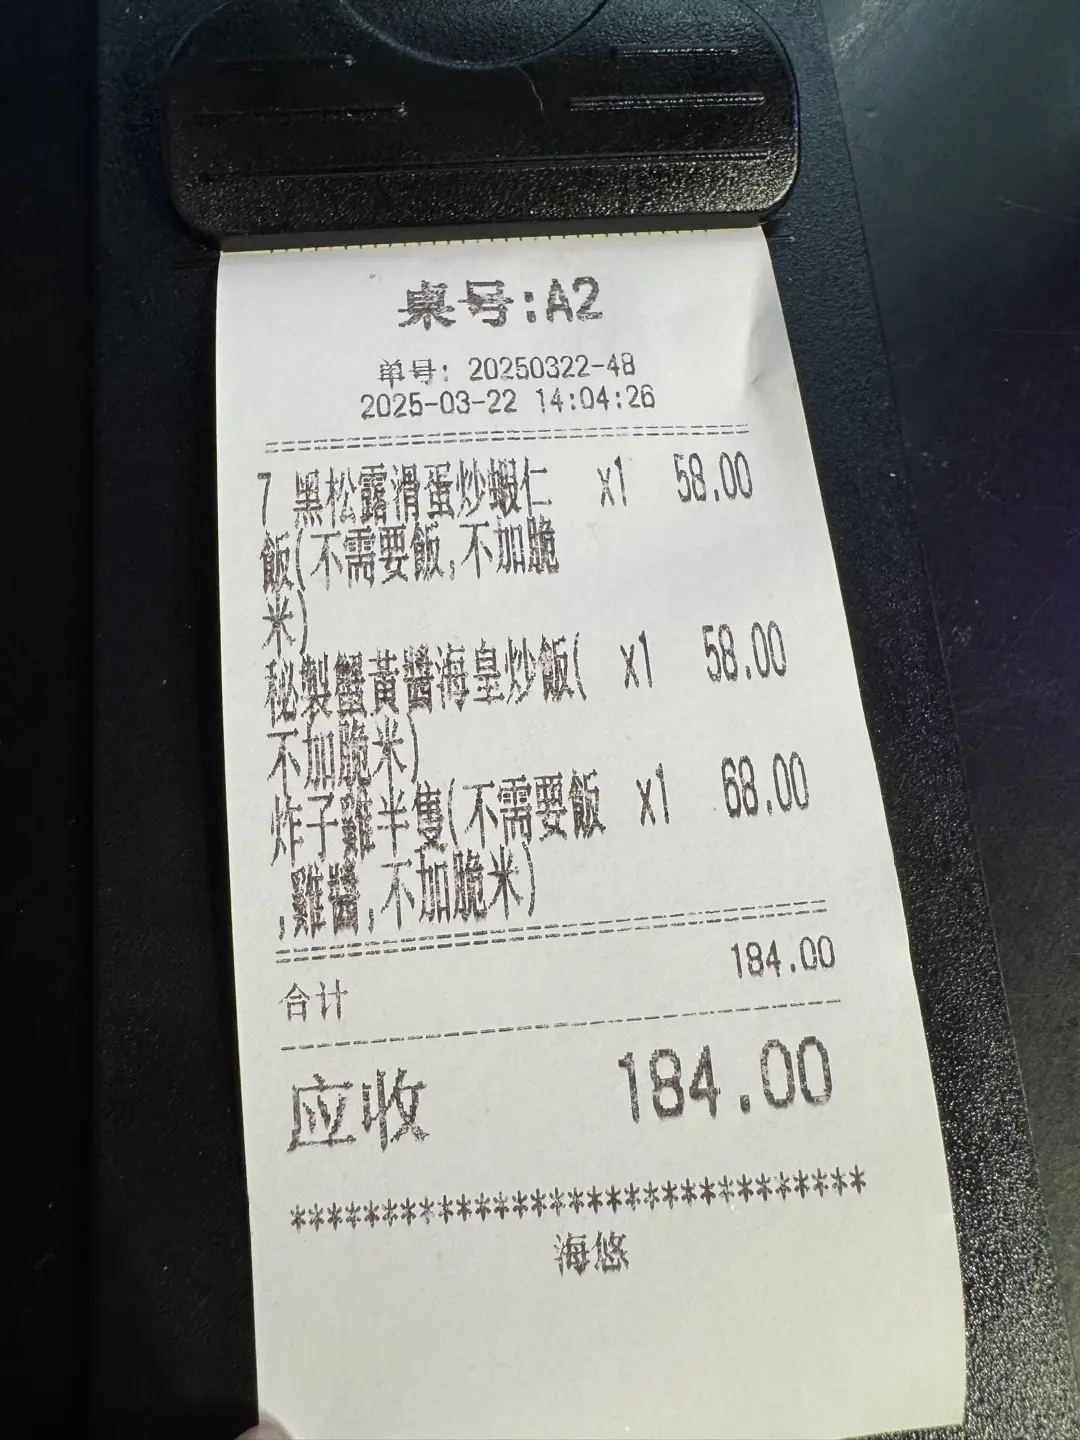 桌号:A2
单号: 20250322-48
2025-03-22 14:04:26
7 黑松露滑蛋炒蝦仁 x1 58.00
飯(不需要飯,不加脆
米)
秘製蟹黃醬海皇炒飯( x1 58.00
不加脆米)
炸子雞半隻(不需要飯 x1 68.00
,雞醬,不加脆米)
184.00
合计
应收 184.00
*******************************
海悠